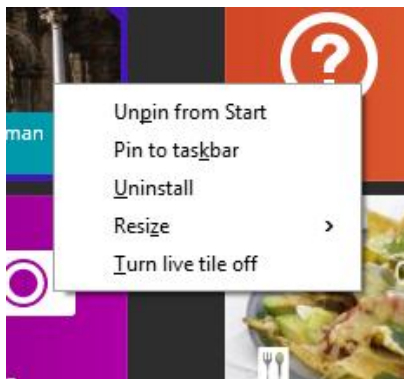 man
Unpin from Start
Pin to taskbar
Uninstall
Resize
Turn live tile off